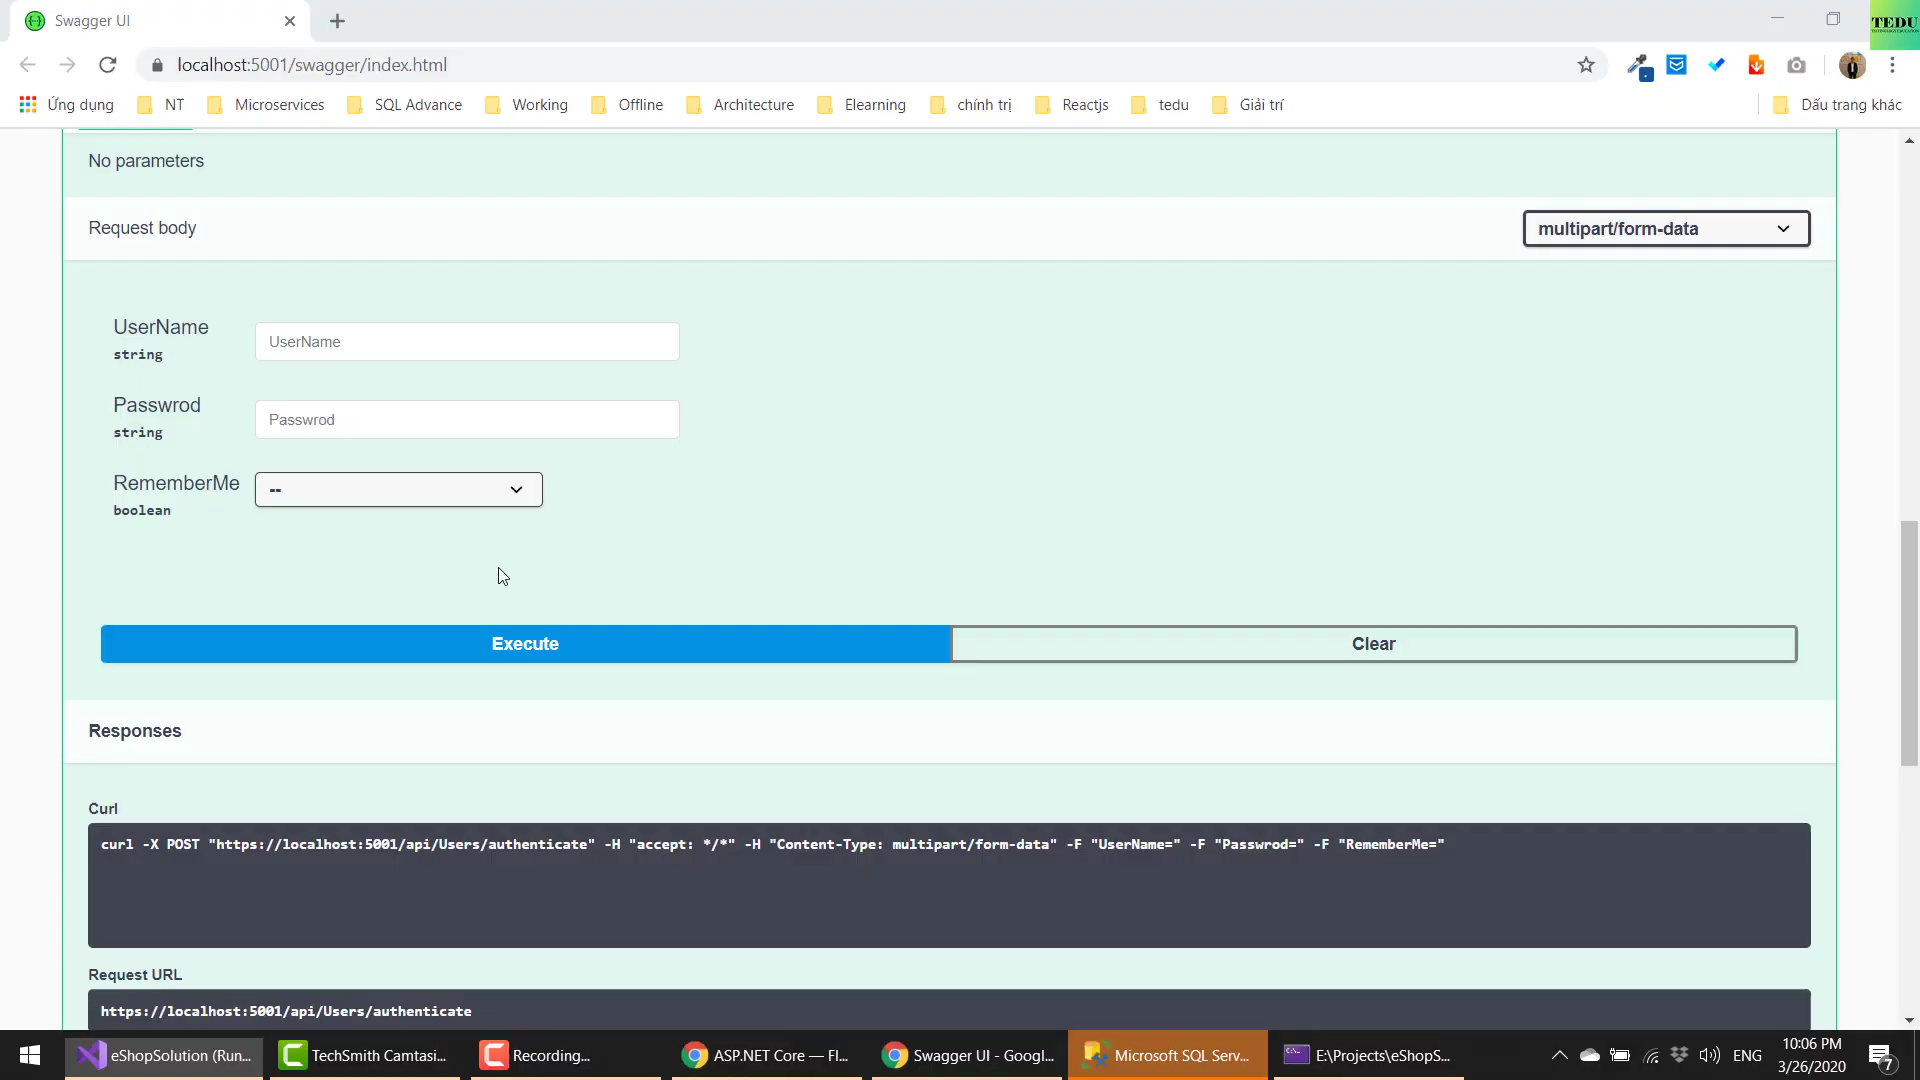 Swagger UI
TEDU
localhost:5001/swagger/index.html
Ứng dụng NT Microservices SQL Advance Working Offline Architecture Elearning chính trị Reactjs tedu Giải trí Dấu trang khác
No parameters
Request body multipart/form-data
UserName UserName
string
Passwrod Passwrod
string
RememberMe --
boolean
Execute Clear
Responses
Curl
curl -X POST "https://localhost:5001/api/Users/authenticate" -H "accept: */*" -H "Content-Type: multipart/form-data" -F "UserName=" -F "Passwrod=" -F "RememberMe="
Request URL
https://localhost:5001/api/Users/authenticate
eShopSolution (Run... TechSmith Camtasi... Recording... ASP.NET Core — Fl... Swagger UI - Googl... Microsoft SQL Serv... E:\Projects\eShopS... ENG 10:06 PM
3/26/2020 7